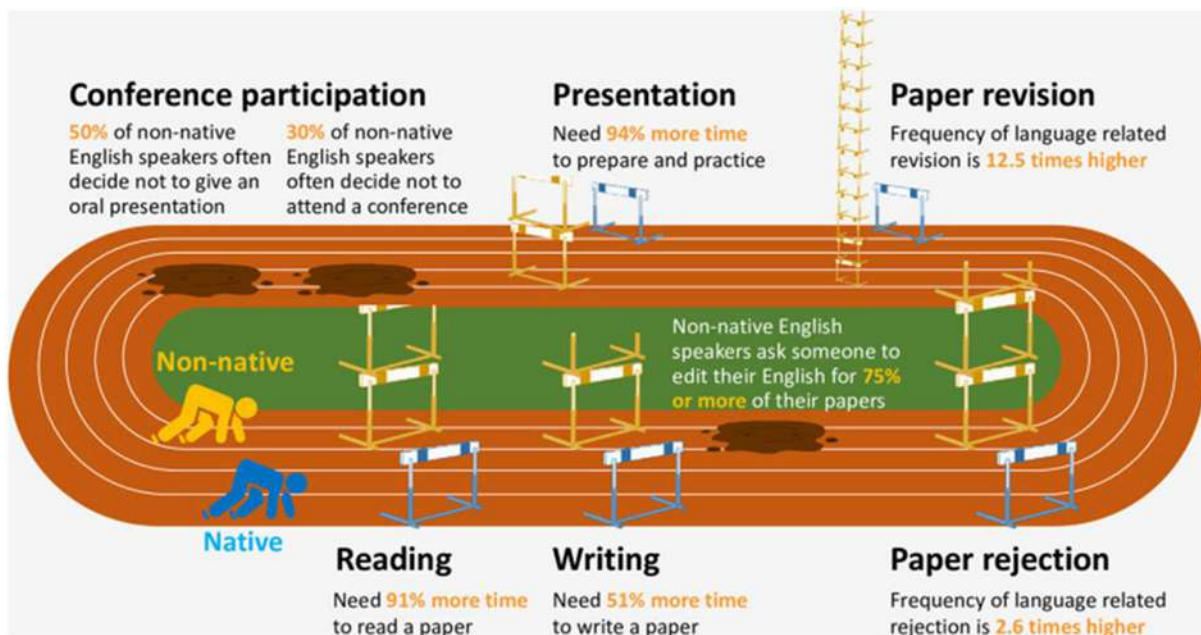 Conference participation
50% of non-native
English speakers often
decide not to give an
oral presentation
30% of non-native
English speakers
often decide not to
attend a conference
Presentation
Need 94% more time
to prepare and practice
Paper revision
Frequency of language related
revision is 12.5 times higher
Non-native
Native
Non-native English
speakers ask someone to
edit their English for 75%
or more of their papers
Reading
Need 91% more time
to read a paper
Writing
Need 51% more time
to write a paper
Paper rejection
Frequency of language related
rejection is 2.6 times higher